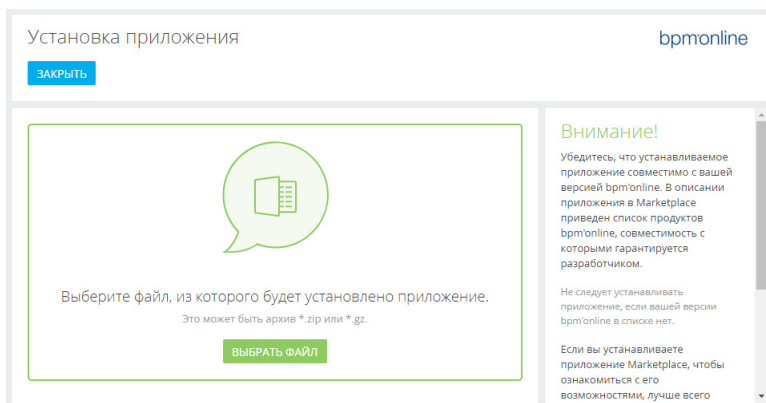 Установка приложения
bpm'online
ЗАКРЫТЬ
Выберите файл, из которого будет установлено приложение.
Это может быть архив *.zip или *.gz.
ВЫБРАТЬ ФАЙЛ
Внимание!
Убедитесь, что устанавливаемое
приложение совместимо с вашей
версией bpm'online. В описании
приложения в Marketplace
приведен список продуктов
bpm'online, совместимость с
которыми гарантируется
разработчиком.
Не следует устанавливать
приложение, если вашей версии
bpm'online в списке нет.
Если вы устанавливаете
приложение Marketplace, чтобы
ознакомиться с его
возможностями, лучше всего